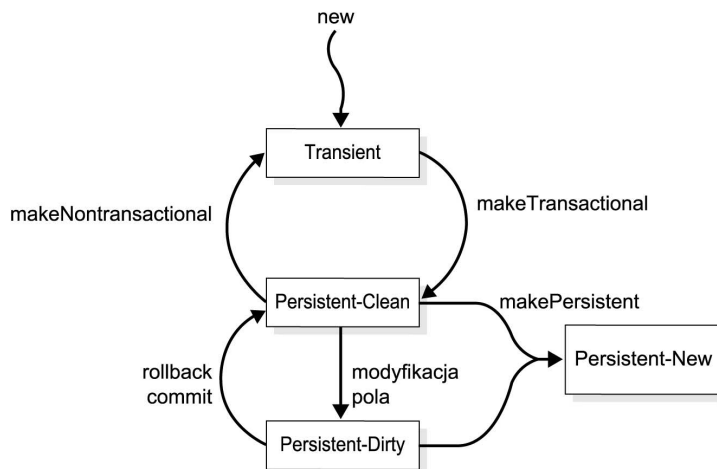 new
Transient
makeNontransactional
makeTransactional
Persistent-Clean
makePersistent
rollback
commit
modyfikacja
pola
Persistent-New
Persistent-Dirty